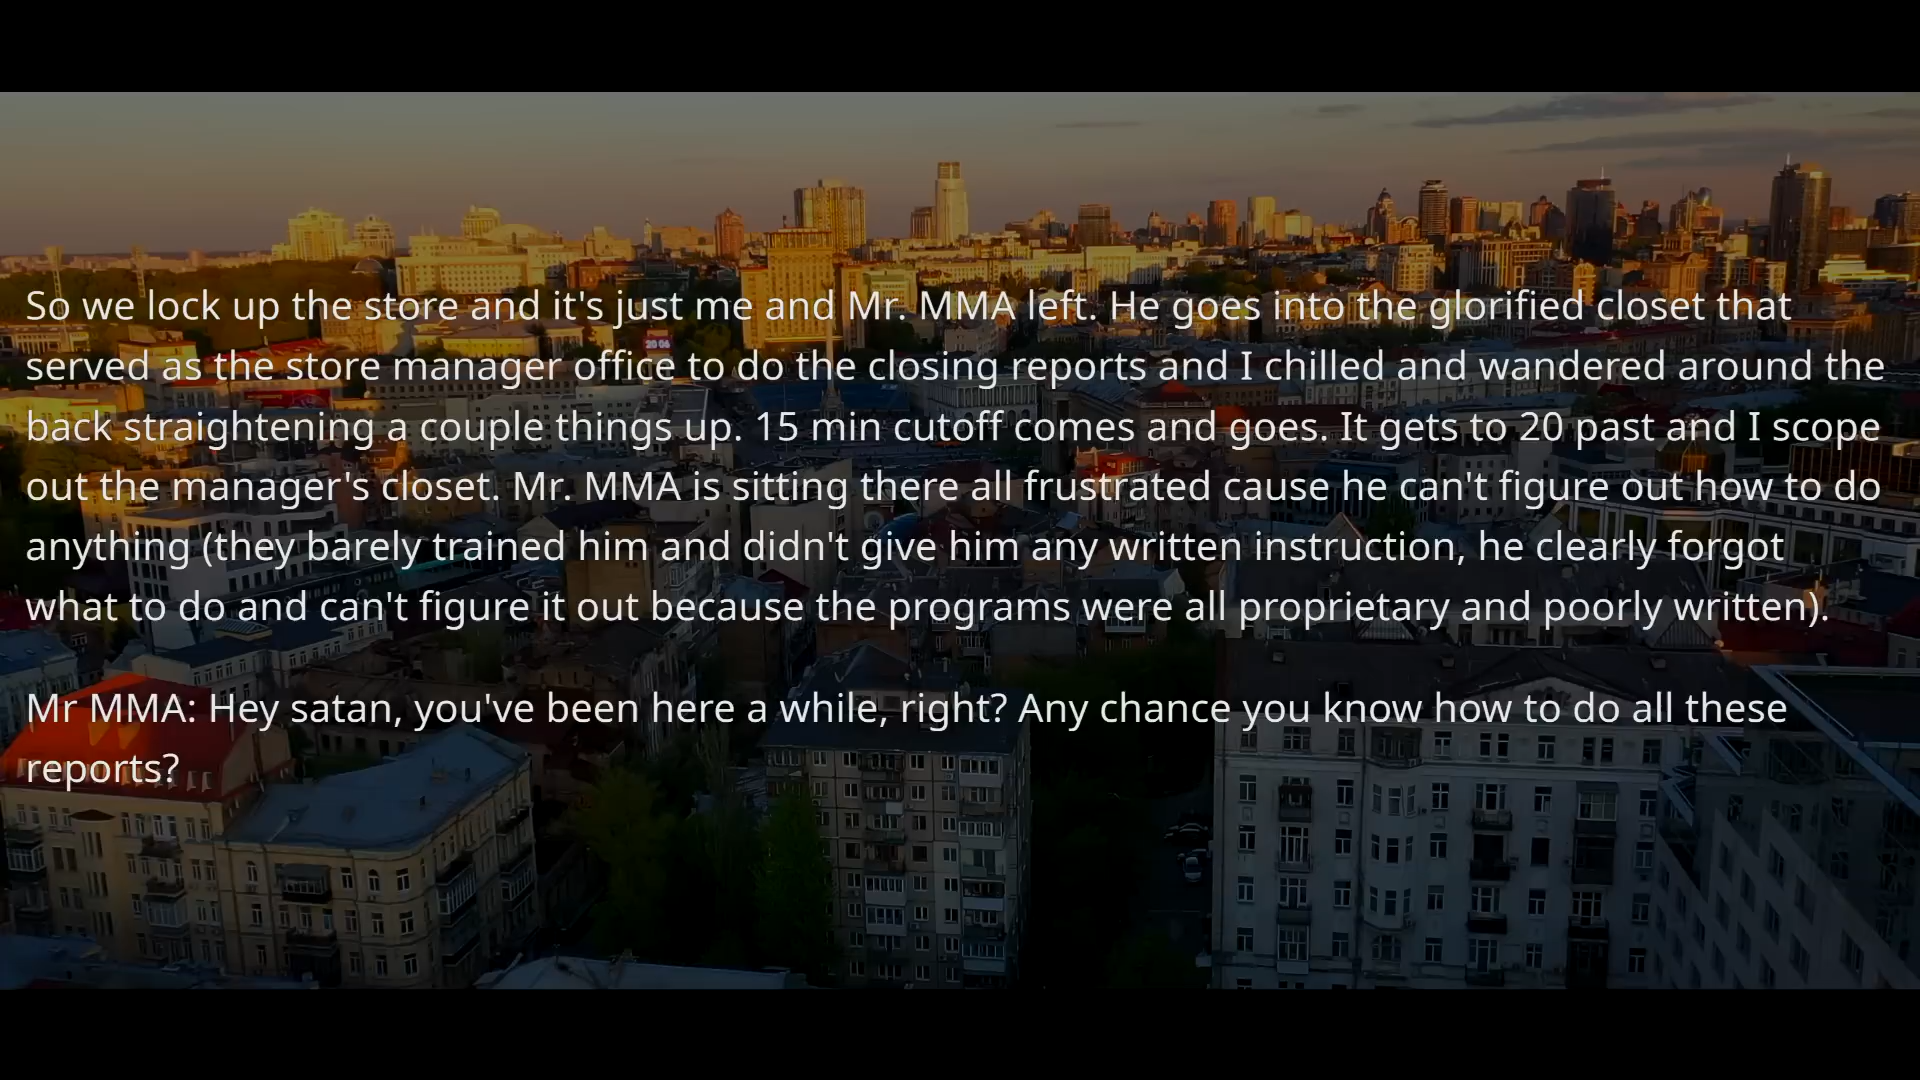 So we lock up the store and it's just me and Mr. MMA left. He goes into the glorified closet that
served as the store manager office to do the closing reports and I chilled and wandered around the
back straightening a couple things up. 15 min cutoff comes and goes. It gets to 20 past and I scope
out the manager's closet. Mr. MMA is sitting there all frustrated cause he can't figure out how to do
anything (they barely trained him and didn't give him any written instruction, he clearly forgot
what to do and can't figure it out because the programs were all proprietary and poorly written).
Mr MMA: Hey satan, you've been here a while, right? Any chance you know how to do all these
reports?
20 06